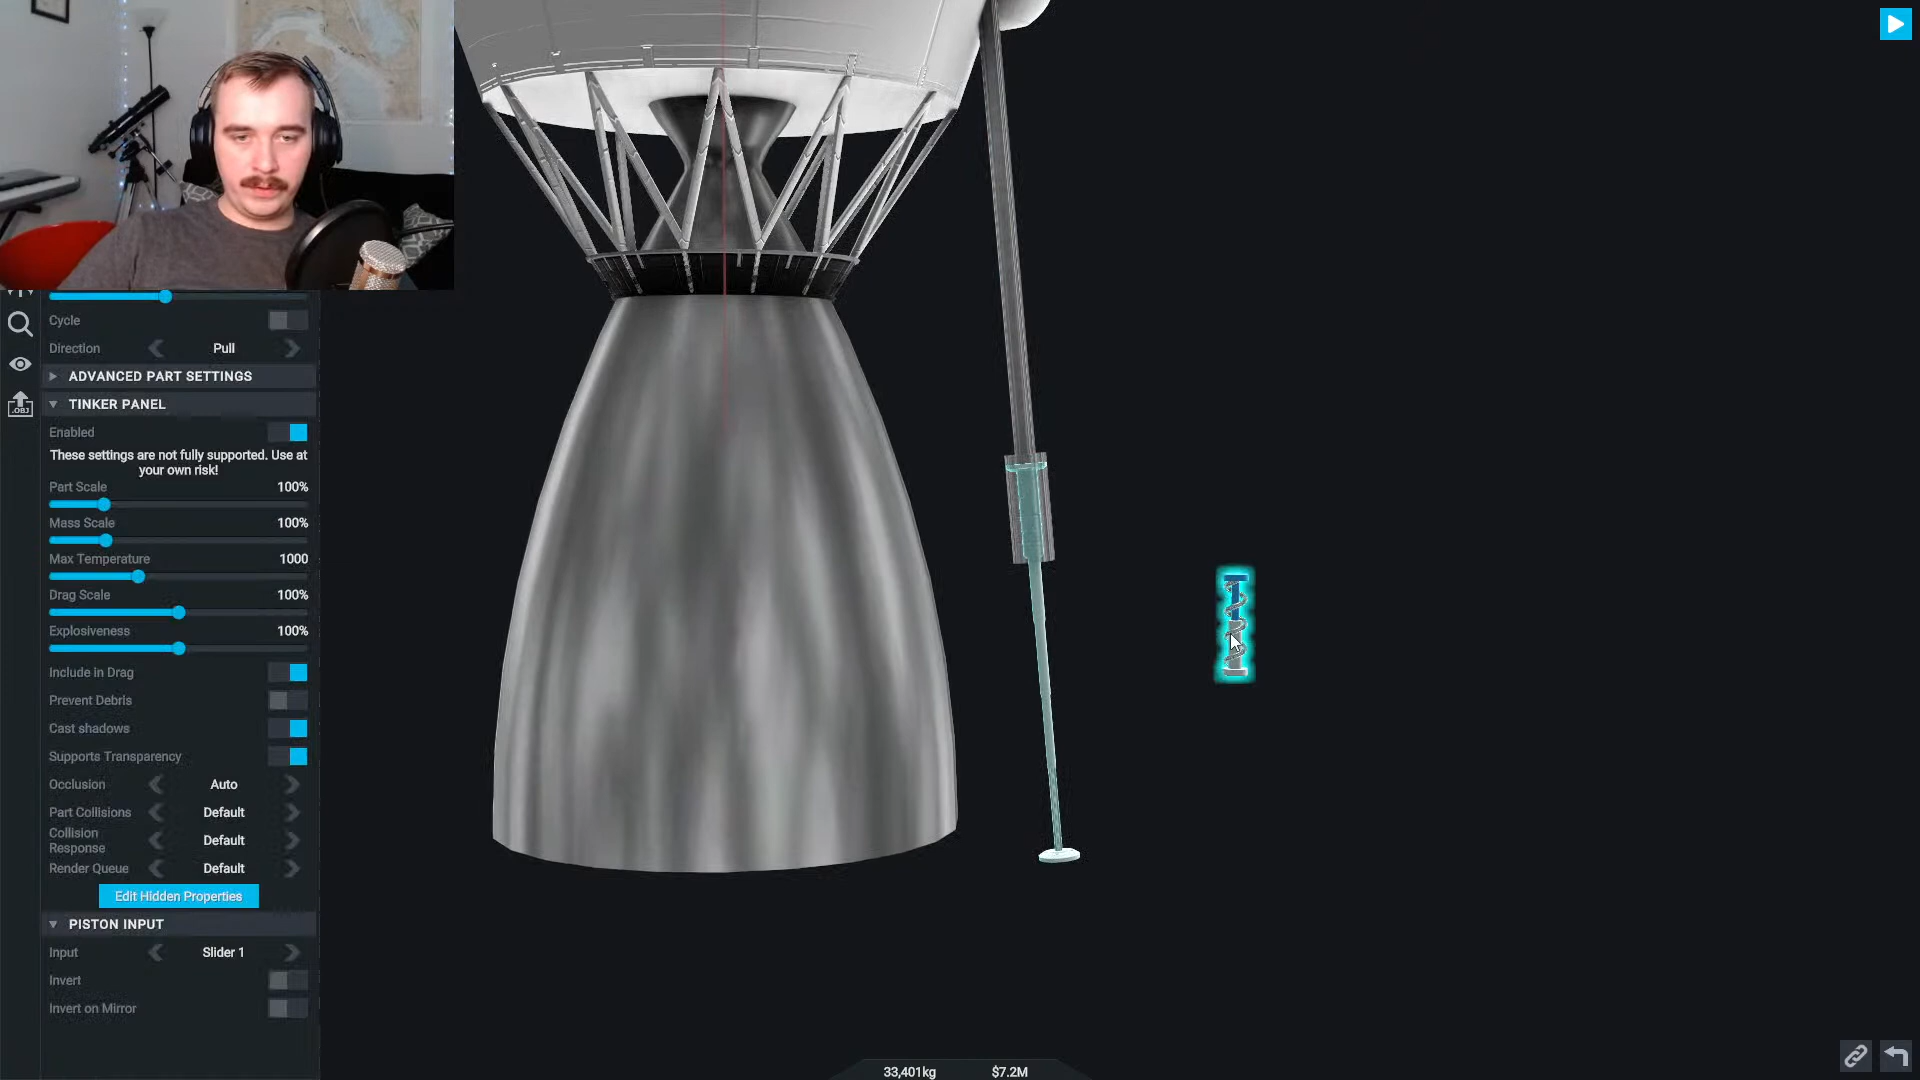 Cycle
Direction Pull
ADVANCED PART SETTINGS
TINKER PANEL
Enabled
These settings are not fully supported. Use at
your own risk!
Part Scale 100%
Mass Scale 100%
Max Temperature 1000
Drag Scale 100%
Explosiveness 100%
Include in Drag
Prevent Debris
Cast shadows
Supports Transparency
Occlusion Auto
Part Collisions Default
Collision
Response Default
Render Queue Default
Edit Hidden Properties
PISTON INPUT
Input Slider 1
Invert
Invert on Mirror
.OBJ
33,401kg $7.2M